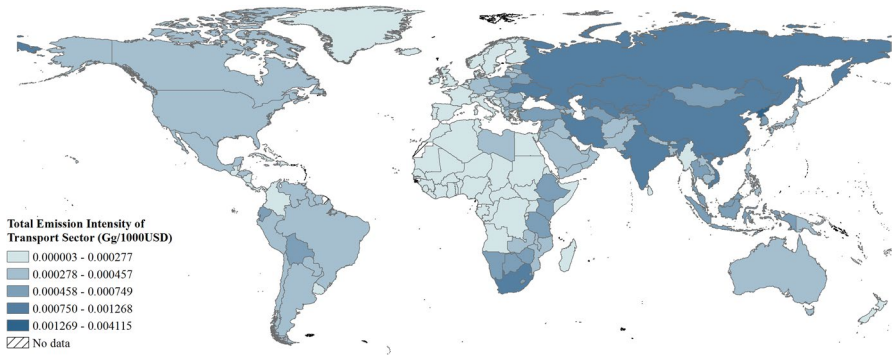 Total Emission Intensity of
Transport Sector (Gg/1000USD)
0.000003 - 0.000277
0.000278 - 0.000457
0.000458 - 0.000749
0.000750 - 0.001268
0.001269 - 0.004115
No data